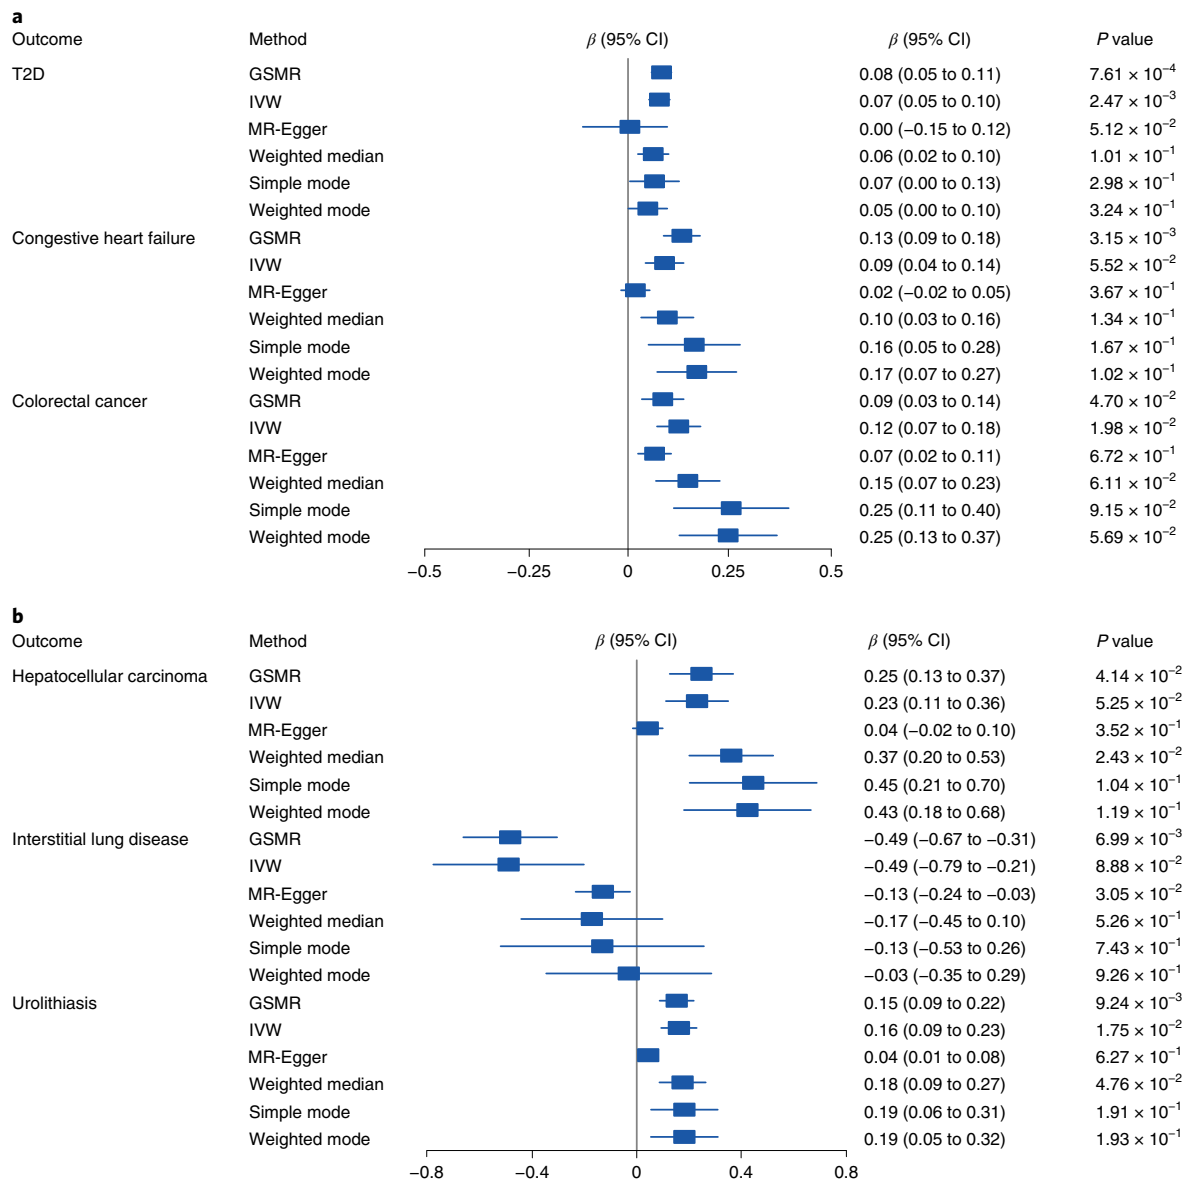 a
Outcome Method β (95% CI) β (95% CI) P value
T2D GSMR 0.08 (0.05 to 0.11) 7.61 × 10⁻⁴
IVW 0.07 (0.05 to 0.10) 2.47 × 10⁻³
MR-Egger 0.00 (−0.15 to 0.12) 5.12 × 10⁻²
Weighted median 0.06 (0.02 to 0.10) 1.01 × 10⁻¹
Simple mode 0.07 (0.00 to 0.13) 2.98 × 10⁻¹
Weighted mode 0.05 (0.00 to 0.10) 3.24 × 10⁻¹
Congestive heart failure GSMR 0.13 (0.09 to 0.18) 3.15 × 10⁻³
IVW 0.09 (0.04 to 0.14) 5.52 × 10⁻²
MR-Egger 0.02 (−0.02 to 0.05) 3.67 × 10⁻¹
Weighted median 0.10 (0.03 to 0.16) 1.34 × 10⁻¹
Simple mode 0.16 (0.05 to 0.28) 1.67 × 10⁻¹
Weighted mode 0.17 (0.07 to 0.27) 1.02 × 10⁻¹
Colorectal cancer GSMR 0.09 (0.03 to 0.14) 4.70 × 10⁻²
IVW 0.12 (0.07 to 0.18) 1.98 × 10⁻²
MR-Egger 0.07 (0.02 to 0.11) 6.72 × 10⁻¹
Weighted median 0.15 (0.07 to 0.23) 6.11 × 10⁻²
Simple mode 0.25 (0.11 to 0.40) 9.15 × 10⁻²
Weighted mode 0.25 (0.13 to 0.37) 5.69 × 10⁻²
−0.5 −0.25 0 0.25 0.5
b
Outcome Method β (95% CI) β (95% CI) P value
Hepatocellular carcinoma GSMR 0.25 (0.13 to 0.37) 4.14 × 10⁻²
IVW 0.23 (0.11 to 0.36) 5.25 × 10⁻²
MR-Egger 0.04 (−0.02 to 0.10) 3.52 × 10⁻¹
Weighted median 0.37 (0.20 to 0.53) 2.43 × 10⁻²
Simple mode 0.45 (0.21 to 0.70) 1.04 × 10⁻¹
Weighted mode 0.43 (0.18 to 0.68) 1.19 × 10⁻¹
Interstitial lung disease GSMR −0.49 (−0.67 to −0.31) 6.99 × 10⁻³
IVW −0.49 (−0.79 to −0.21) 8.88 × 10⁻²
MR-Egger −0.13 (−0.24 to −0.03) 3.05 × 10⁻²
Weighted median −0.17 (−0.45 to 0.10) 5.26 × 10⁻¹
Simple mode −0.13 (−0.53 to 0.26) 7.43 × 10⁻¹
Weighted mode −0.03 (−0.35 to 0.29) 9.26 × 10⁻¹
Urolithiasis GSMR 0.15 (0.09 to 0.22) 9.24 × 10⁻³
IVW 0.16 (0.09 to 0.23) 1.75 × 10⁻²
MR-Egger 0.04 (0.01 to 0.08) 6.27 × 10⁻¹
Weighted median 0.18 (0.09 to 0.27) 4.76 × 10⁻²
Simple mode 0.19 (0.06 to 0.31) 1.91 × 10⁻¹
Weighted mode 0.19 (0.05 to 0.32) 1.93 × 10⁻¹
−0.8 −0.4 0 0.4 0.8